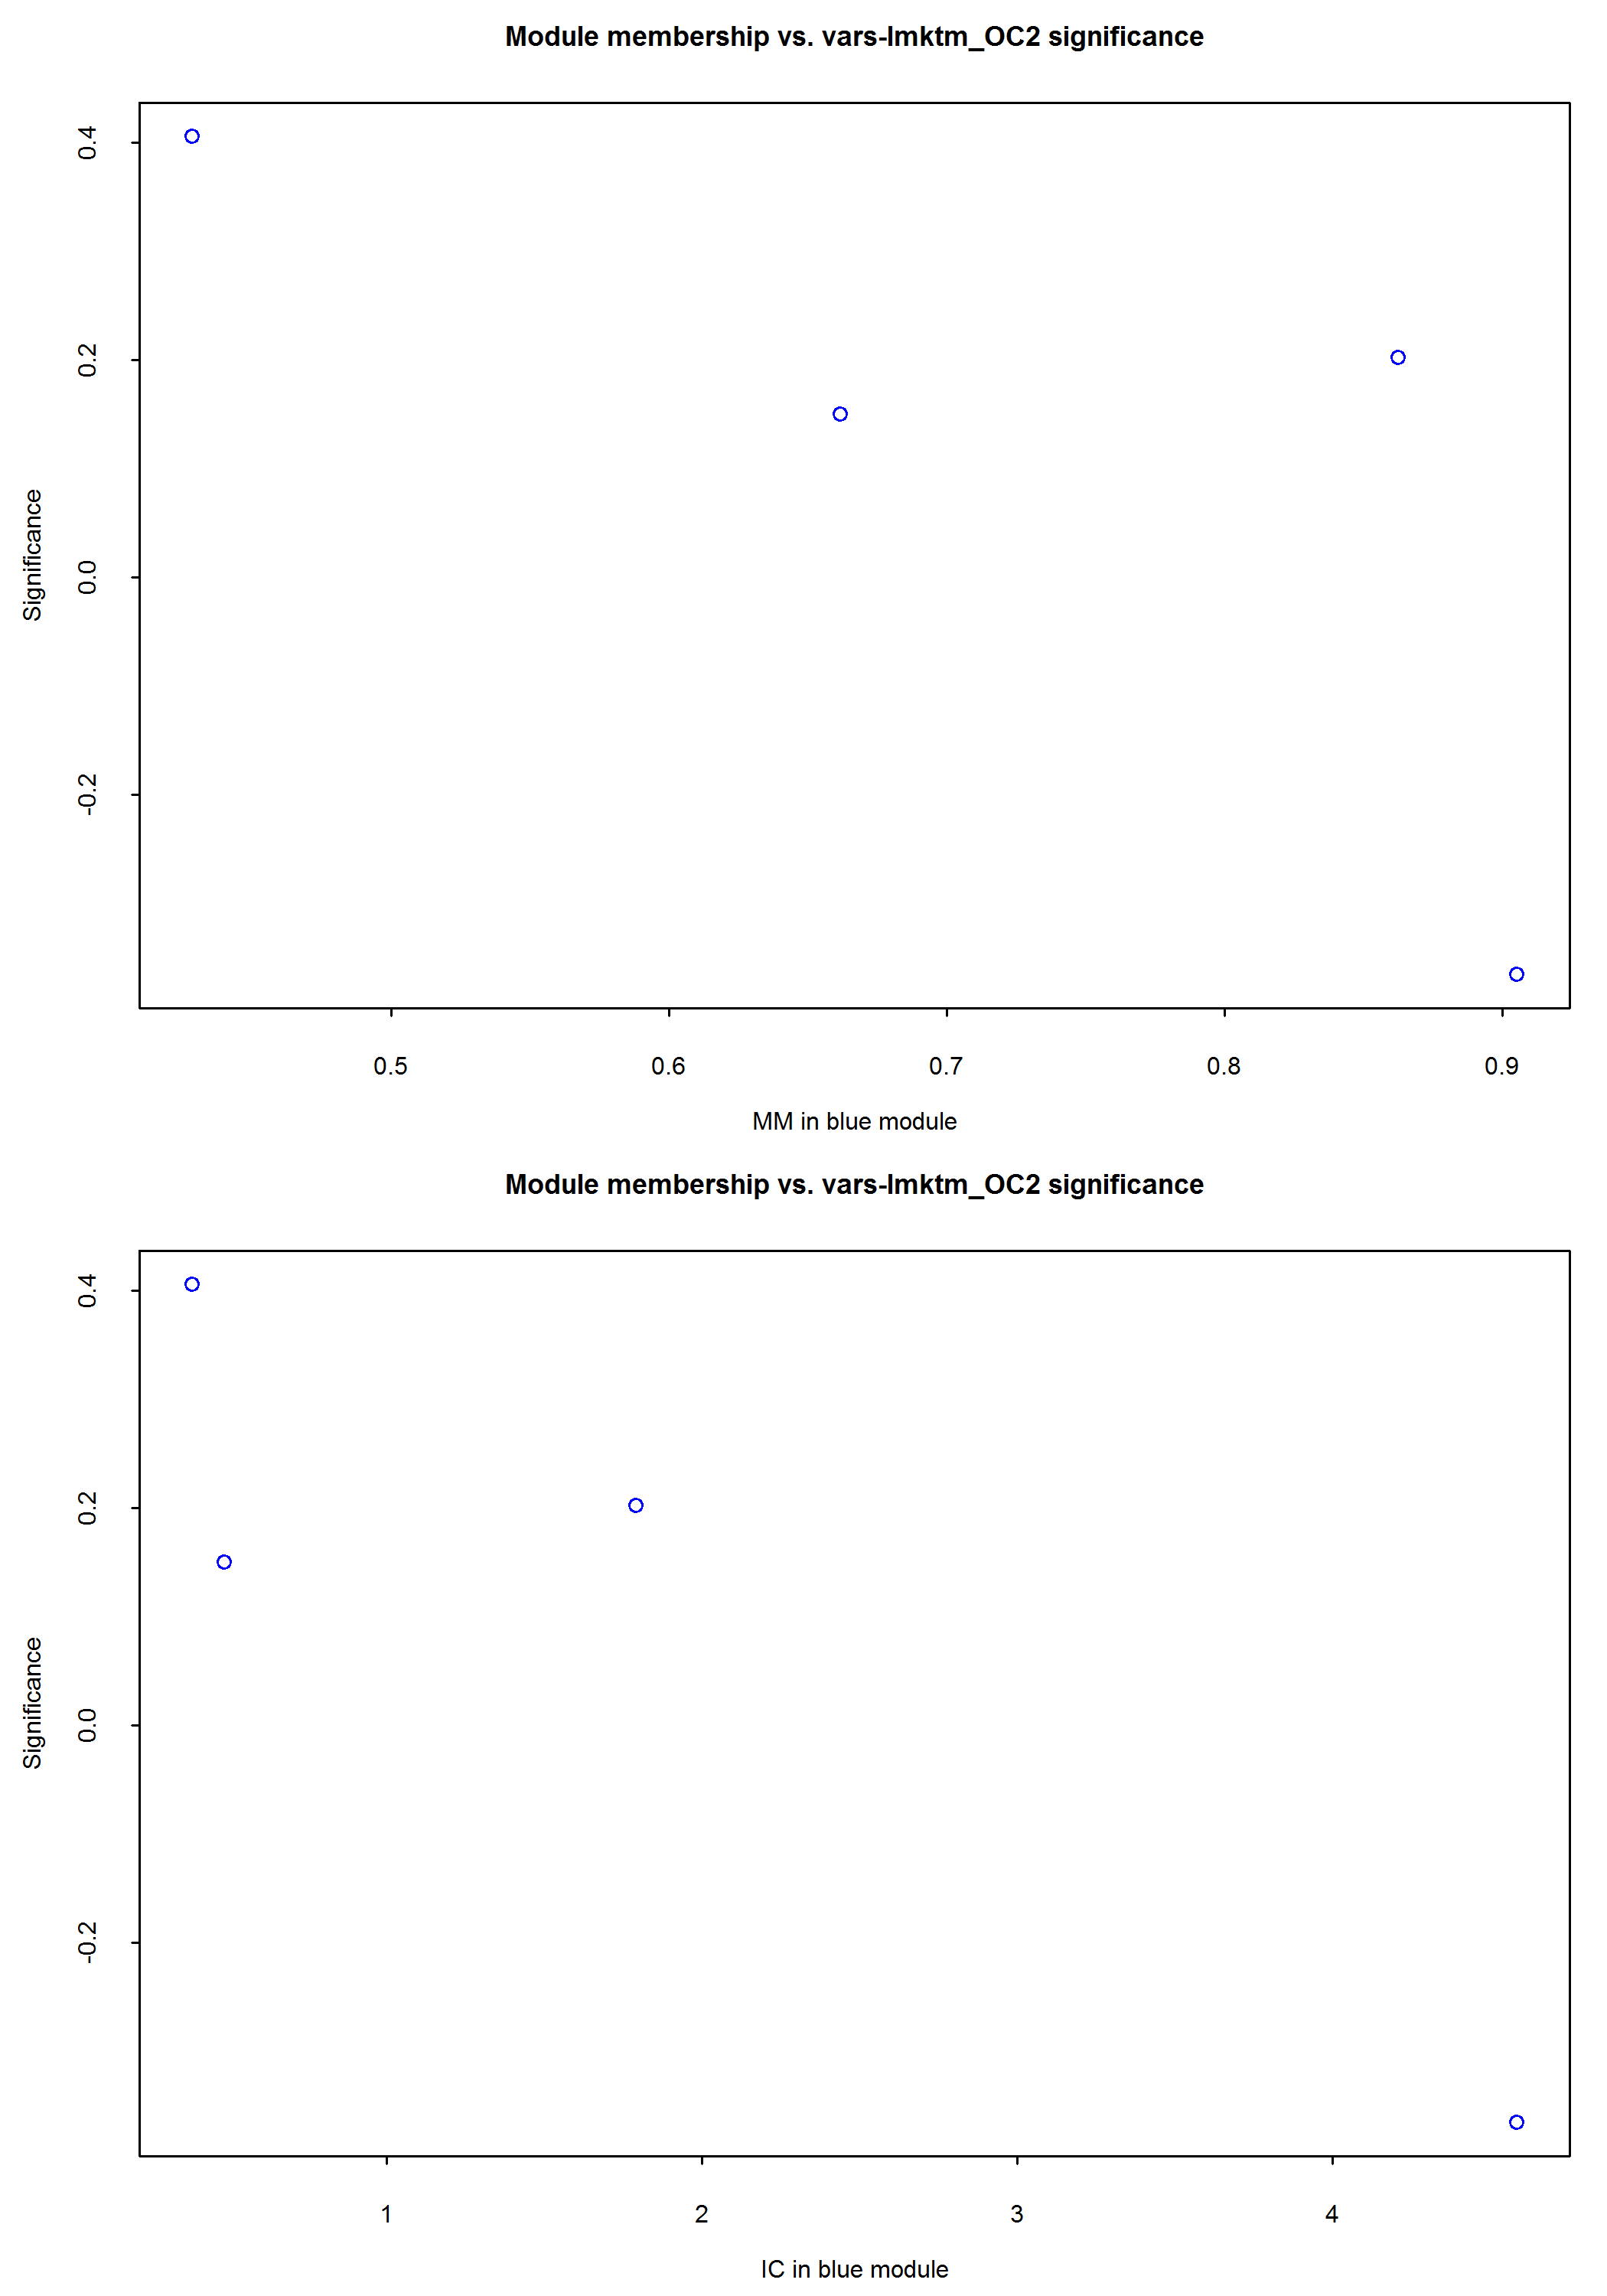 Module membership vs. vars-lmktm_OC2 significance
0.4
0.2
0.0
-0.2
Significance
0.5 0.6 0.7 0.8 0.9
MM in blue module
Module membership vs. vars-lmktm_OC2 significance
0.4
0.2
0.0
-0.2
Significance
1 2 3 4
IC in blue module